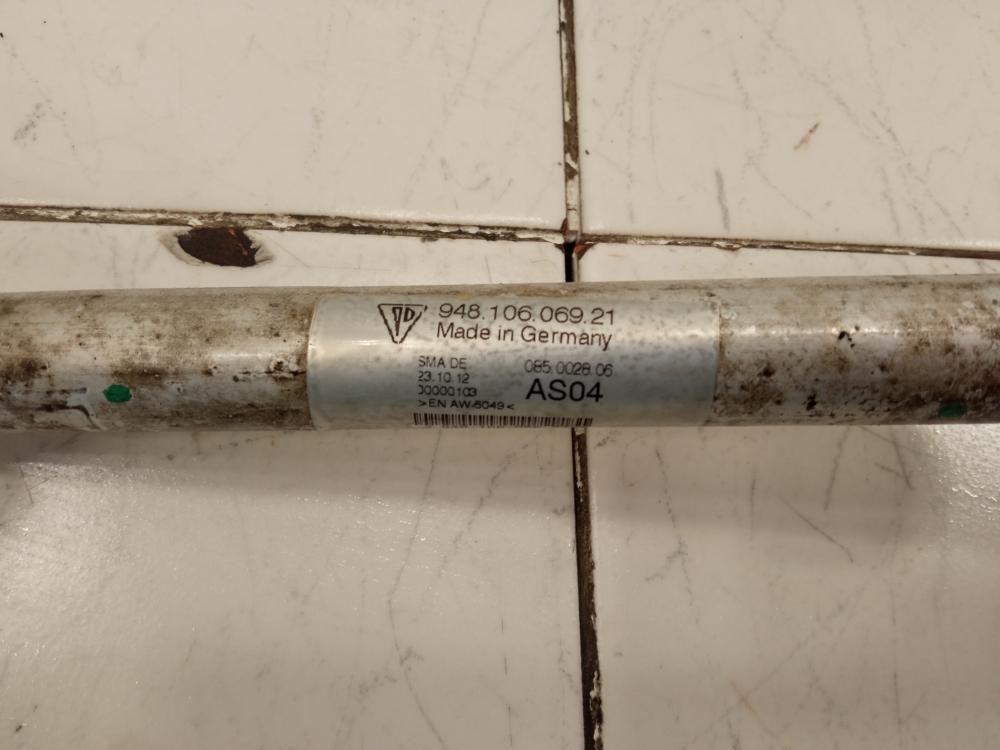 948.106.069.21
Made in Germany
SMA DE 085.0028.06
23.10.12 AS04
00000103
>EN AW-5049<